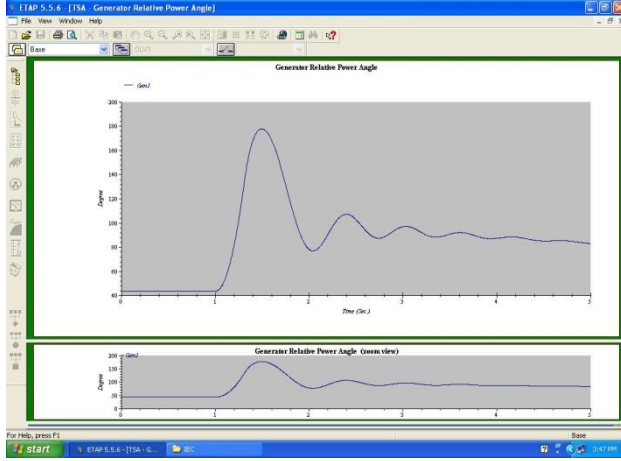 ETAP 5.5.6 - [TSA - Generator Relative Power Angle]
File View Window Help
Base
OLV1
Generator Relative Power Angle
Gen1
200
180
160
140
120
100
80
60
40
Degree
0 1 2 3 4 5
Time (Sec.)
Generator Relative Power Angle (zoom view)
Gen1
200
150
100
50
0
Degree
0 1 2 3 4 5
For Help, press F1
Base
start
ETAP 5.5.6 - [TSA - G...
IEC
3:47 PM